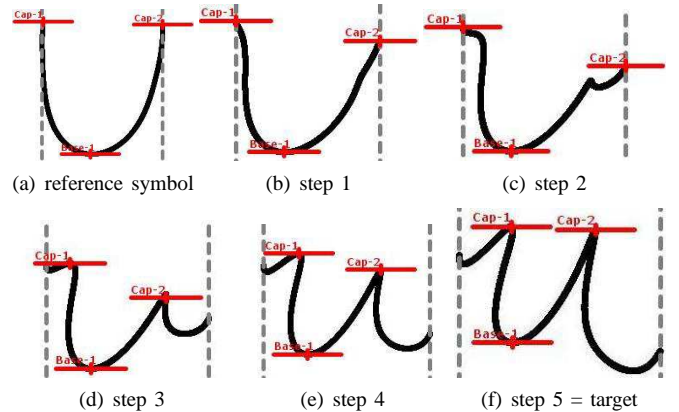 Cap-1 Cap-2
Base-1
(a) reference symbol
Cap-1 Cap-2
Base-1
(b) step 1
Cap-1 Cap-2
Base-1
(c) step 2
Cap-1 Cap-2
Base-1
(d) step 3
Cap-1 Cap-2
Base-1
(e) step 4
Cap-1 Cap-2
Base-1
(f) step 5 = target